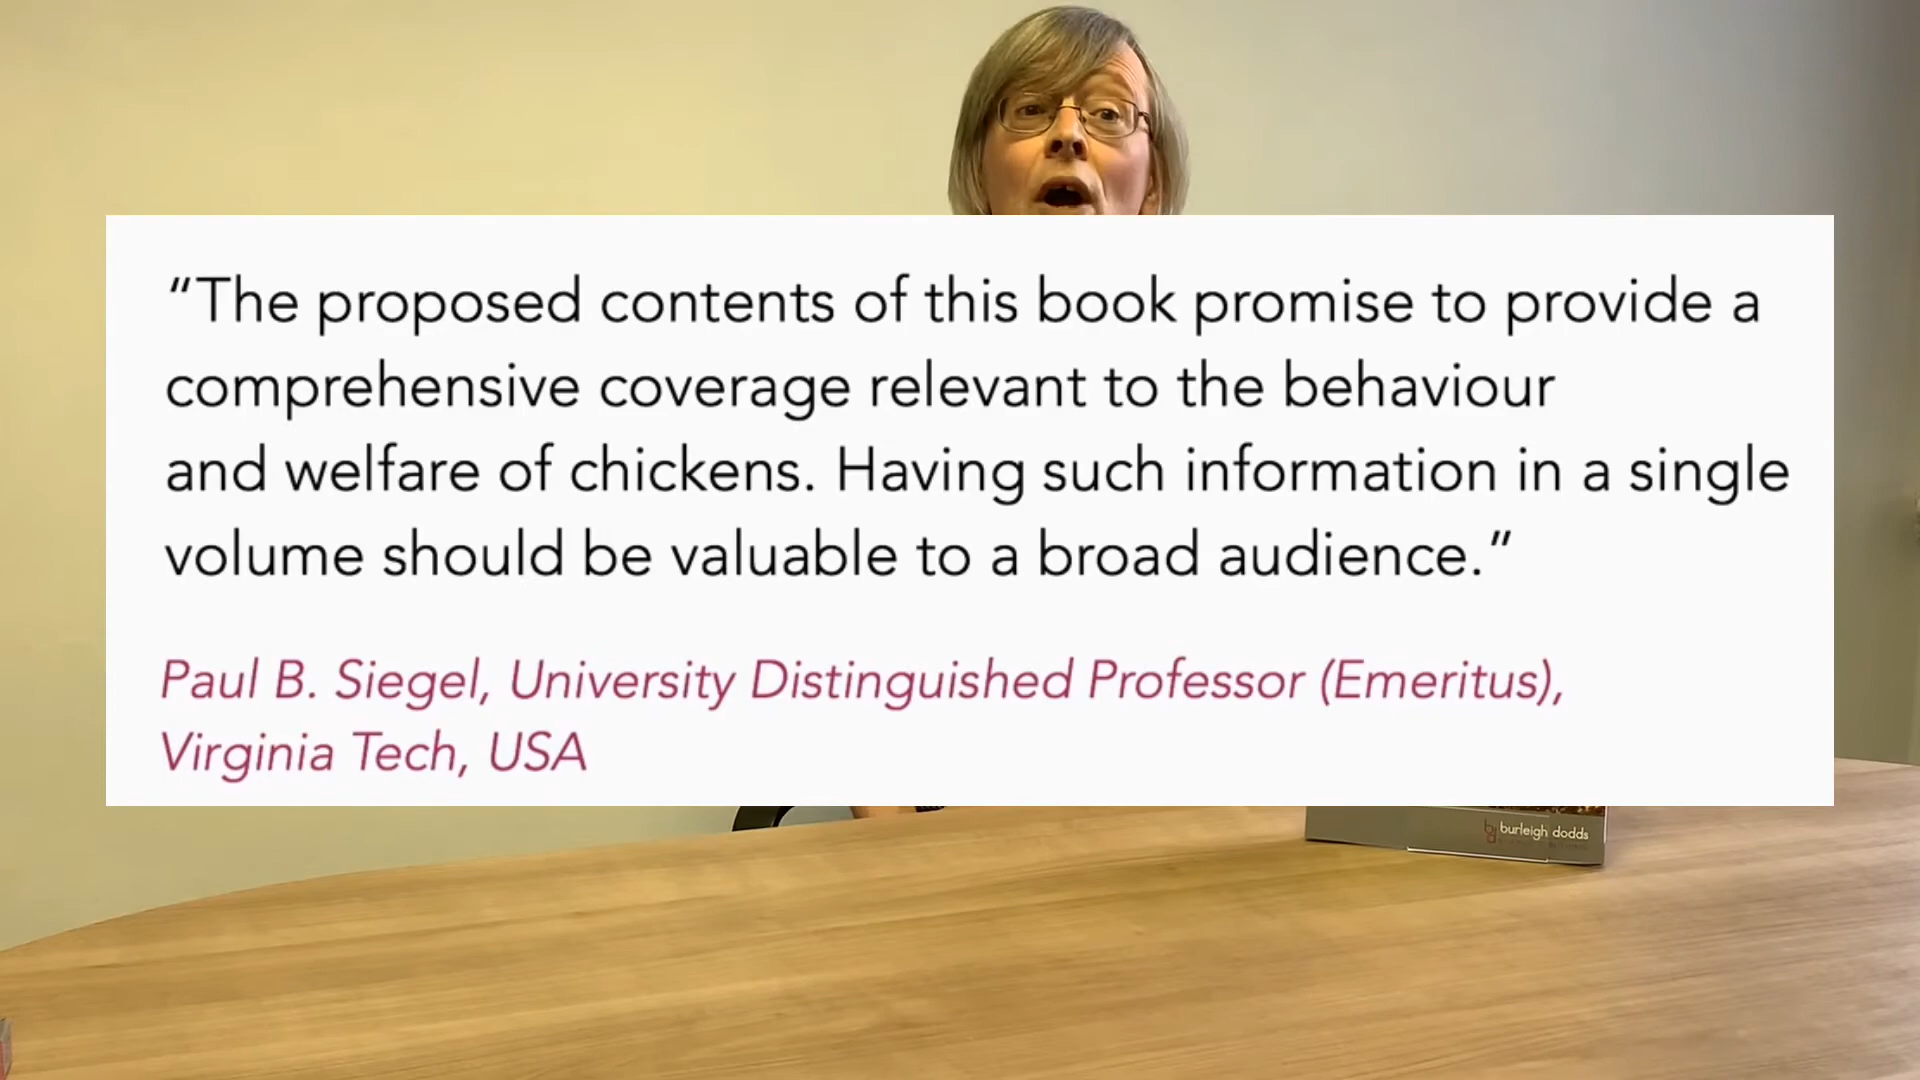 “The proposed contents of this book promise to provide a
comprehensive coverage relevant to the behaviour
and welfare of chickens. Having such information in a single
volume should be valuable to a broad audience.”
Paul B. Siegel, University Distinguished Professor (Emeritus),
Virginia Tech, USA
burleigh dodds